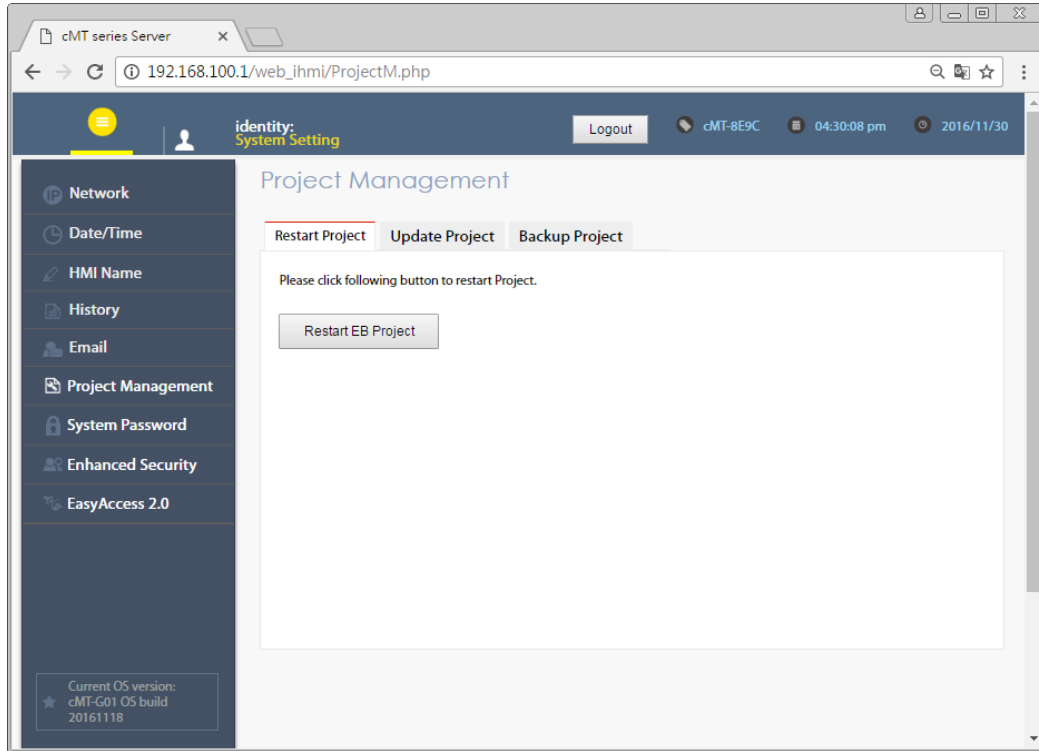 cMT series Server
192.168.100.1/web_ihmi/ProjectM.php
identity:
System Setting
Logout
cMT-8E9C
04:30:08 pm
2016/11/30
IP Network
Date/Time
HMI Name
History
Email
Project Management
System Password
Enhanced Security
EasyAccess 2.0
Current OS version:
cMT-G01 OS build
20161118
Project Management
Restart Project Update Project Backup Project
Please click following button to restart Project.
Restart EB Project